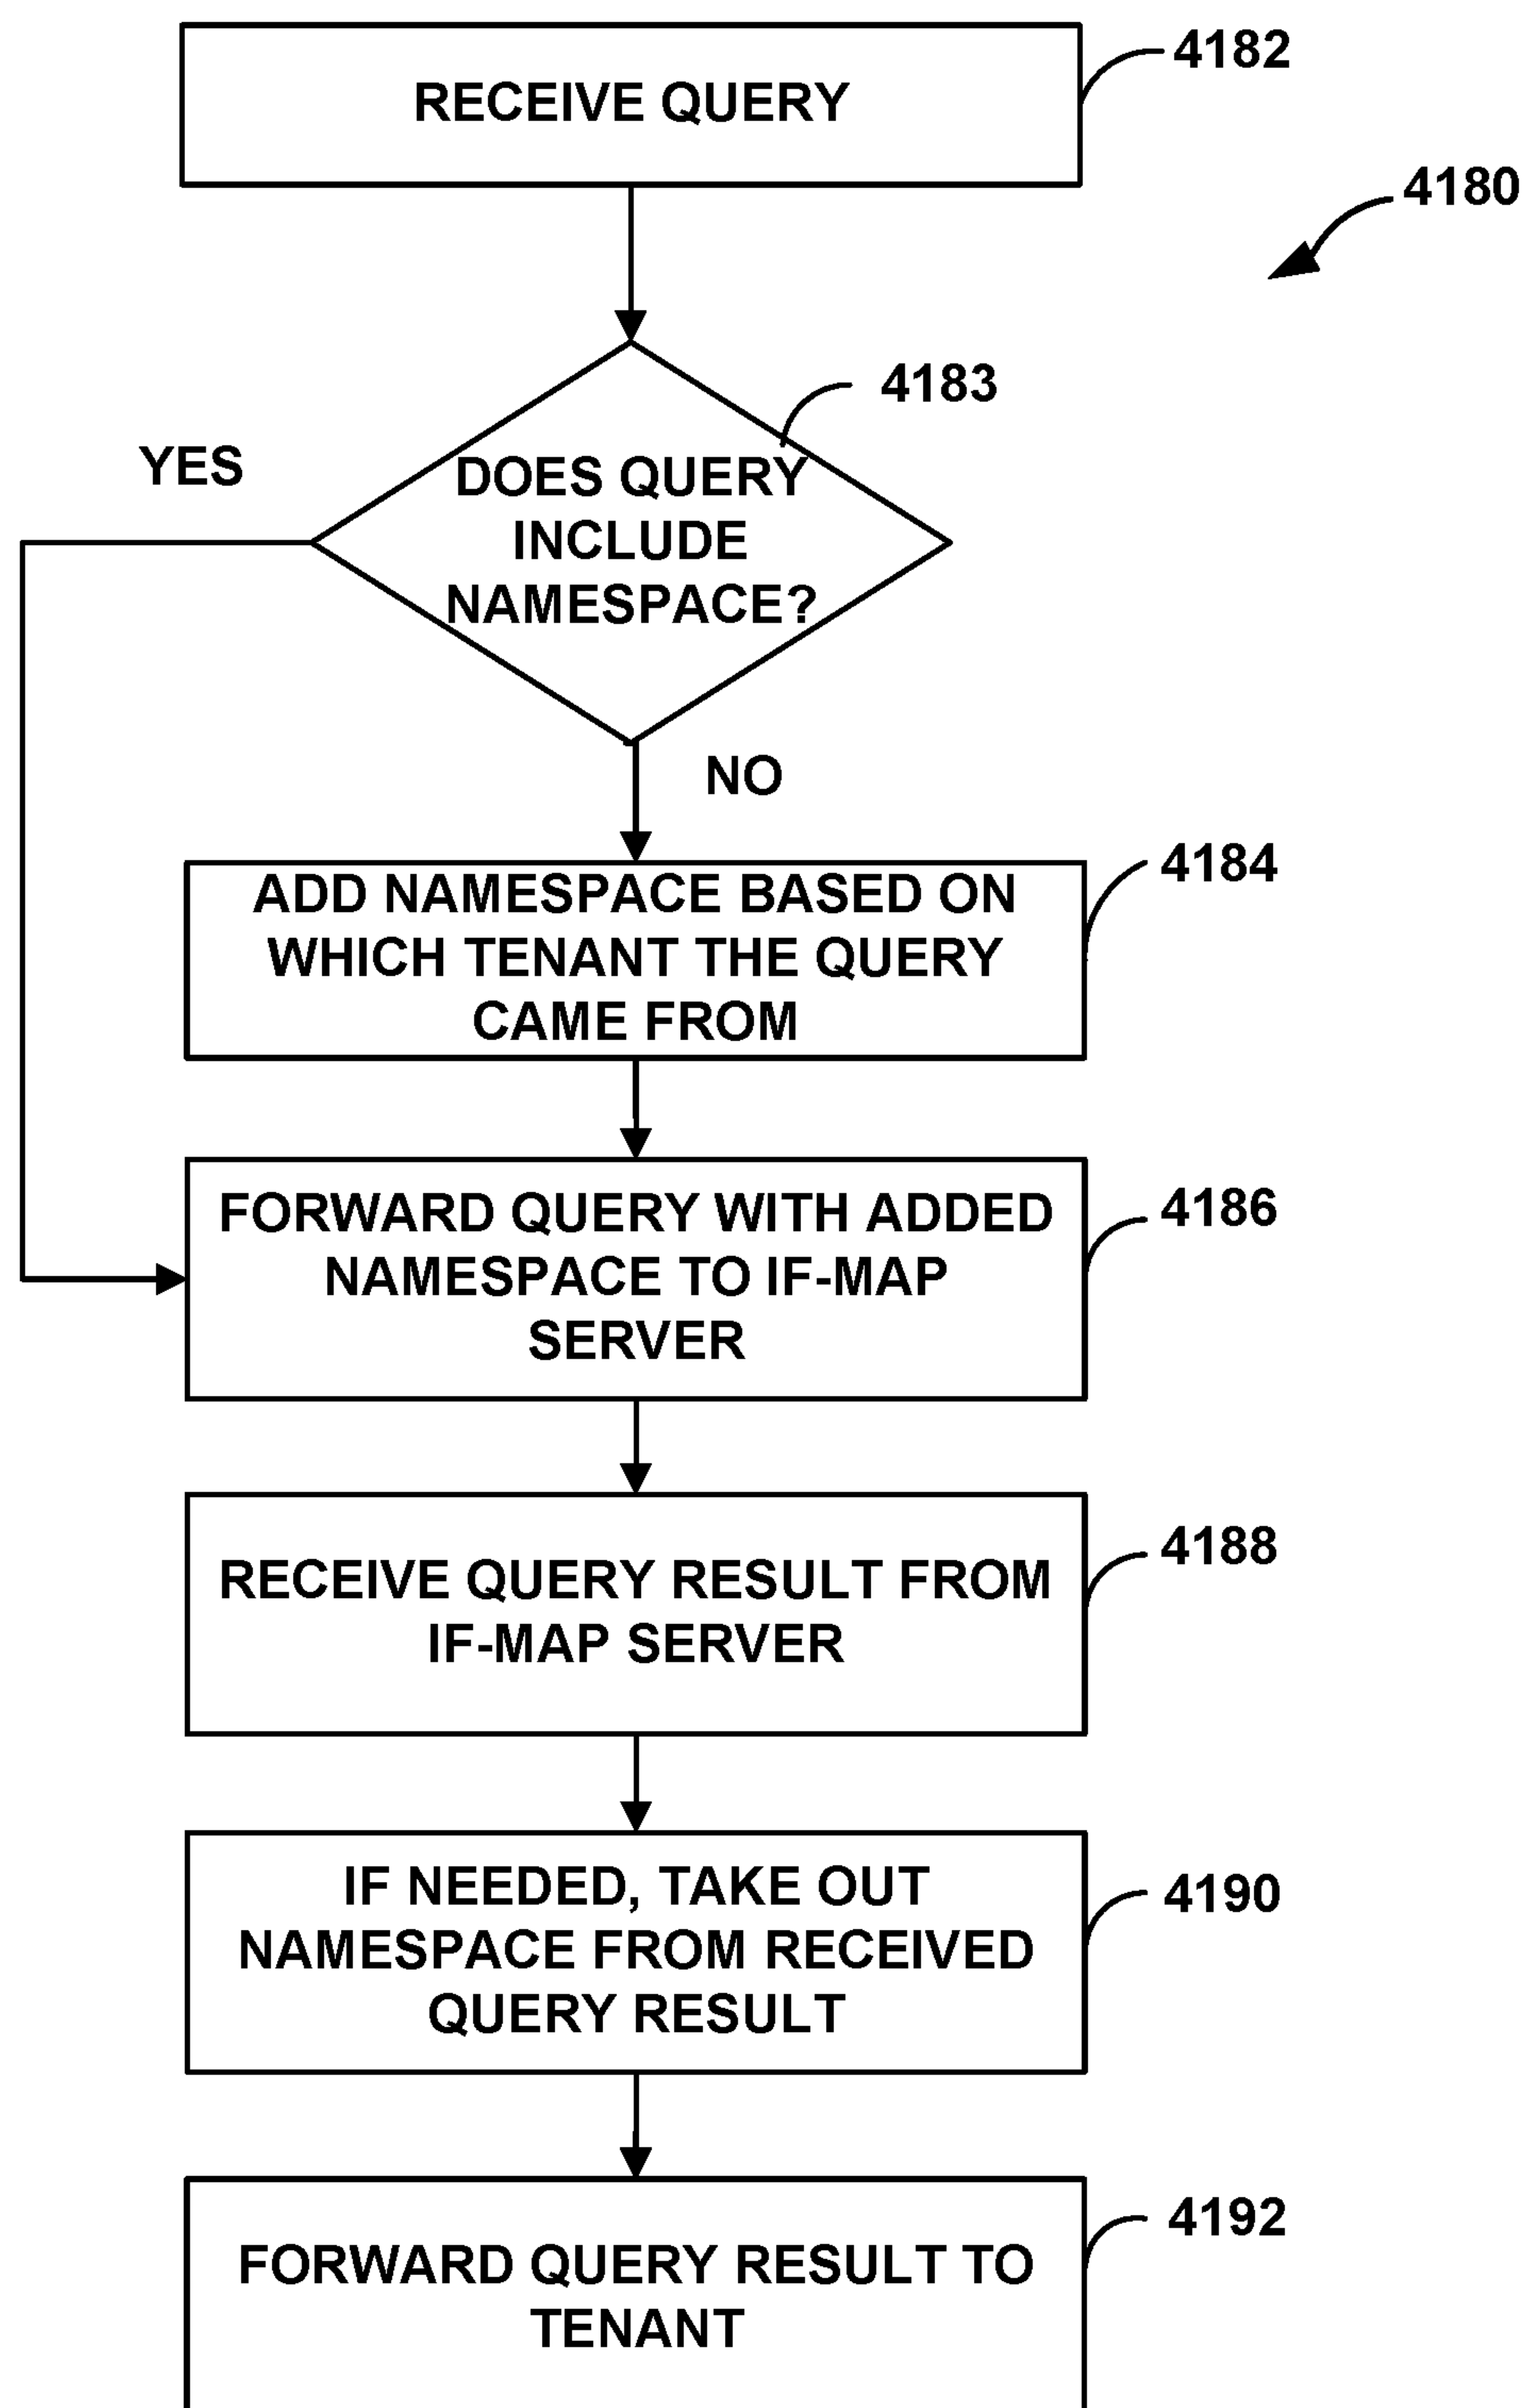 RECEIVE QUERY
4182
4180
4183
YES
DOES QUERY
INCLUDE
NAMESPACE?
NO
4184
ADD NAMESPACE BASED ON
WHICH TENANT THE QUERY
CAME FROM
4186
FORWARD QUERY WITH ADDED
NAMESPACE TO IF-MAP
SERVER
4188
RECEIVE QUERY RESULT FROM
IF-MAP SERVER
4190
IF NEEDED, TAKE OUT
NAMESPACE FROM RECEIVED
QUERY RESULT
4192
FORWARD QUERY RESULT TO
TENANT